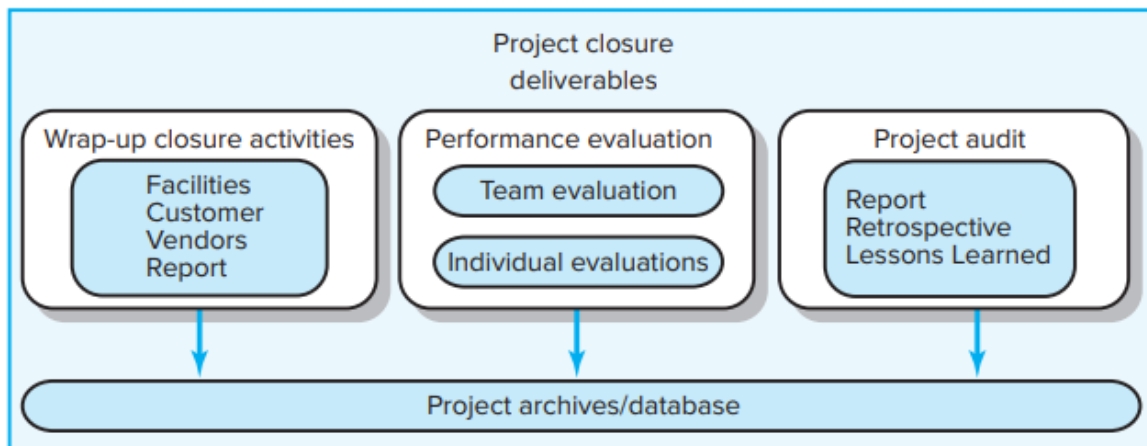 Project closure
deliverables
Wrap-up closure activities
Facilities
Customer
Vendors
Report
Performance evaluation
Team evaluation
Individual evaluations
Project audit
Report
Retrospective
Lessons Learned
Project archives/database